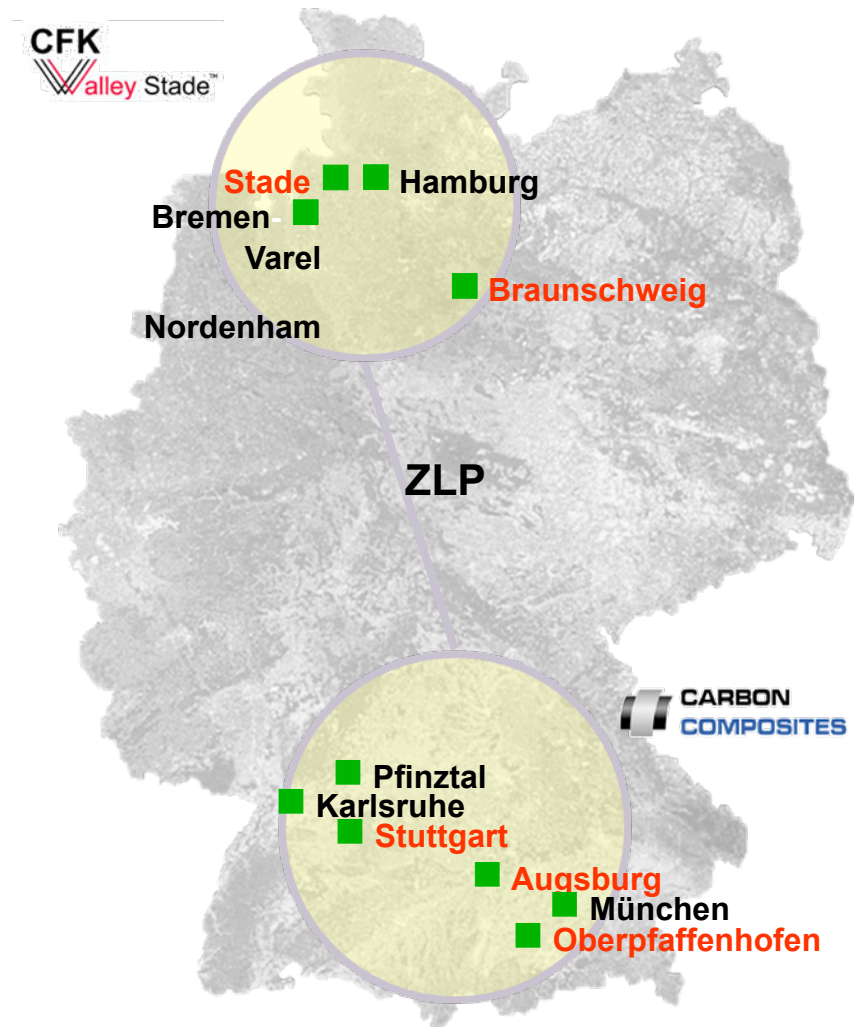 CFK
Valley Stade™
Stade
Hamburg
Bremen
Varel
Braunschweig
Nordenham
ZLP
CARBON
COMPOSITES
Pfinztal
Karlsruhe
Stuttgart
Augsburg
München
Oberpfaffenhofen